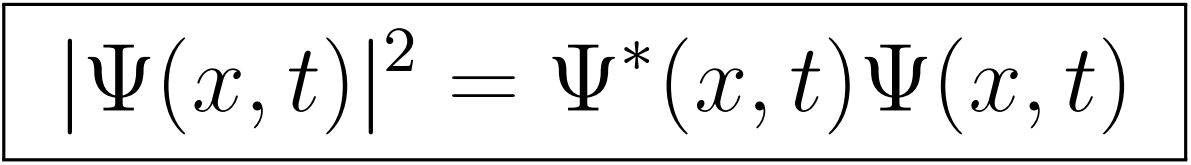 |Ψ(x, t)|² = Ψ*(x, t)Ψ(x, t)